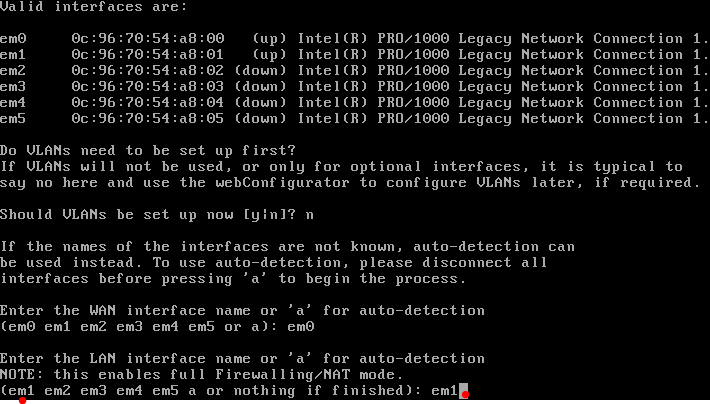 Valid interfaces are:
em0 0c:96:70:54:a8:00 (up) Intel(R) PRO/1000 Legacy Network Connection 1.
em1 0c:96:70:54:a8:01 (up) Intel(R) PRO/1000 Legacy Network Connection 1.
em2 0c:96:70:54:a8:02 (down) Intel(R) PRO/1000 Legacy Network Connection 1.
em3 0c:96:70:54:a8:03 (down) Intel(R) PRO/1000 Legacy Network Connection 1.
em4 0c:96:70:54:a8:04 (down) Intel(R) PRO/1000 Legacy Network Connection 1.
em5 0c:96:70:54:a8:05 (down) Intel(R) PRO/1000 Legacy Network Connection 1.
Do VLANs need to be set up first?
If VLANs will not be used, or only for optional interfaces, it is typical to
say no here and use the webConfigurator to configure VLANs later, if required.
Should VLANs be set up now [y|n]? n
If the names of the interfaces are not known, auto-detection can
be used instead. To use auto-detection, please disconnect all
interfaces before pressing 'a' to begin the process.
Enter the WAN interface name or 'a' for auto-detection
(em0 em1 em2 em3 em4 em5 or a): em0
Enter the LAN interface name or 'a' for auto-detection
NOTE: this enables full Firewalling/NAT mode.
(em1 em2 em3 em4 em5 a or nothing if finished): em1